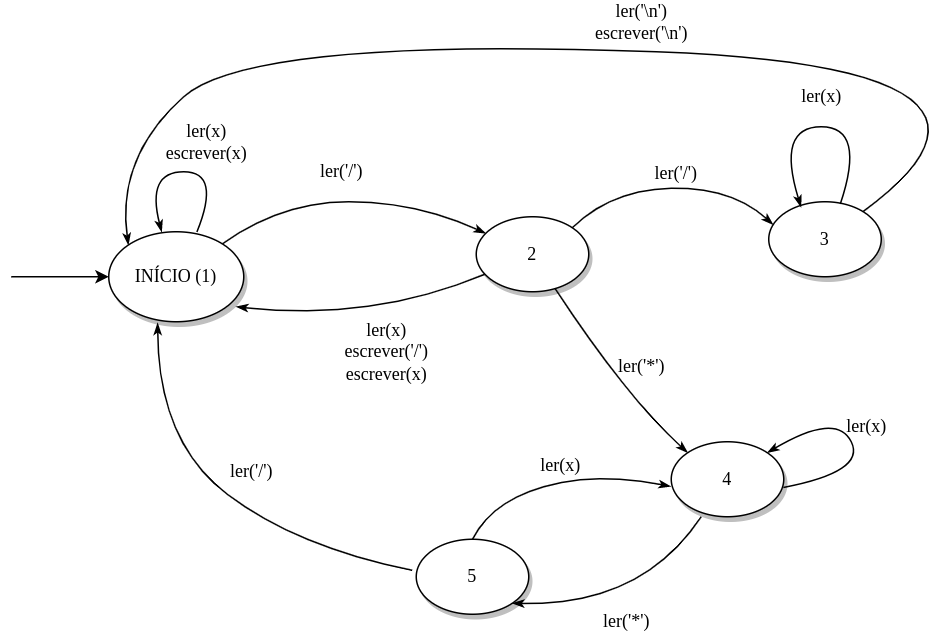 ler('\n')
escrever('\n')
ler(x)
ler(x)
escrever(x)
ler('/')
ler('/')
INÍCIO (1)
2
3
ler(x)
escrever('/')
escrever(x)
ler('*')
ler(x)
ler('/')
ler(x)
4
5
ler('*')